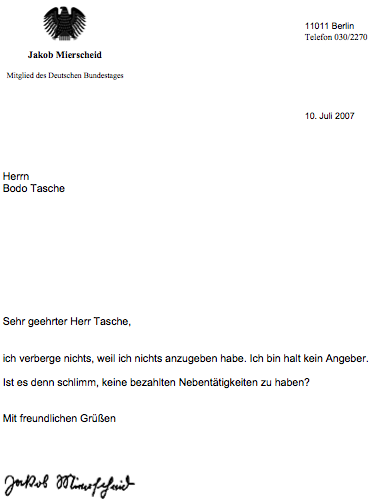 11011 Berlin
Telefon 030/2270
Jakob Mierscheid
Mitglied des Deutschen Bundestages
10. Juli 2007
Herrn
Bodo Tasche
Sehr geehrter Herr Tasche,
ich verberge nichts, weil ich nichts anzugeben habe. Ich bin halt kein Angeber.
Ist es denn schlimm, keine bezahlten Nebentätigkeiten zu haben?
Mit freundlichen Grüßen
Jakob Mierscheid